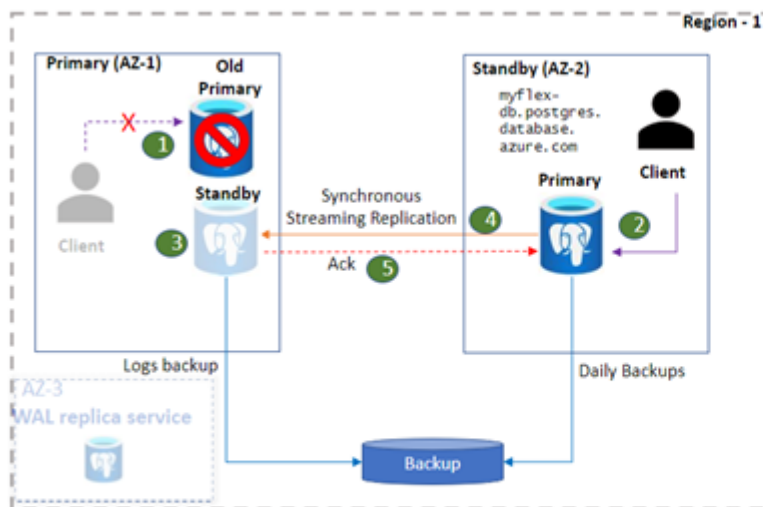 Region - 1
Primary (AZ-1)
Old
Primary
1
Client
Standby
3
Synchronous
Streaming Replication
4
Ack
5
Standby (AZ-2)
myflex-
db.postgres.
database.
azure.com
Client
Primary
2
Logs backup
Daily Backups
AZ-3
WAL replica service
Backup